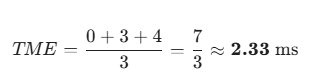 TME = (0 + 3 + 4)/3 = 7/3 ≈ 2.33 ms